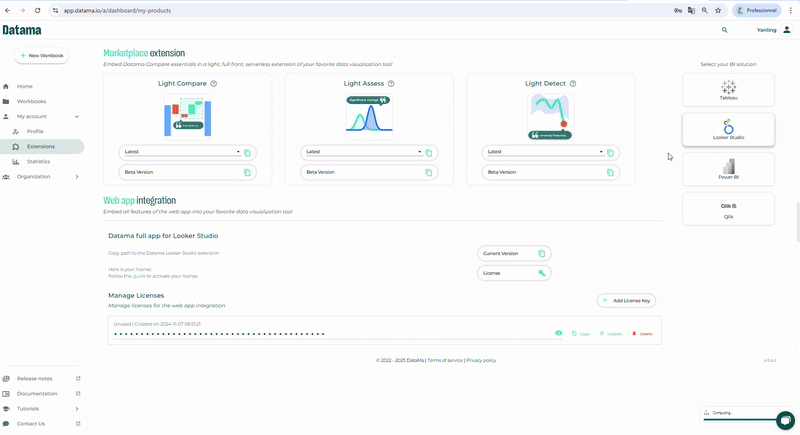 app.datama.io/a/dashboard/my-products
Professionnel
Datama
Yanling
New Workbook
Home
Workbooks
My account
Profile
Extensions
Statistics
Organization
Release notes
Documentation
Tutorials
Contact Us
Marketplace extension
Embed Datama Compare essentials in a light, full front, serverless extension of your favorite data visualization tool
Light Compare
Latest
Beta Version
Light Assess
Significant change
Latest
Beta Version
Light Detect
Latest
Beta Version
Select your BI solution
Tableau
Looker Studio
Power BI
Qlik
Qlik
Web app integration
Embed all features of the web app into your favorite data visualization tool
Datama full app for Looker Studio
Copy path to the Datama Looker Studio extension
Current Version
Here is your license.
Follow the guide to activate your license.
License
Manage Licenses
Manage licenses for the web app integration
Add License Key
Unused | Created on 2024-11-07 08:51:21
Copy
Update
Delete
© 2022 - 2025 DataMa | Terms of service | Privacy policy
Computing...